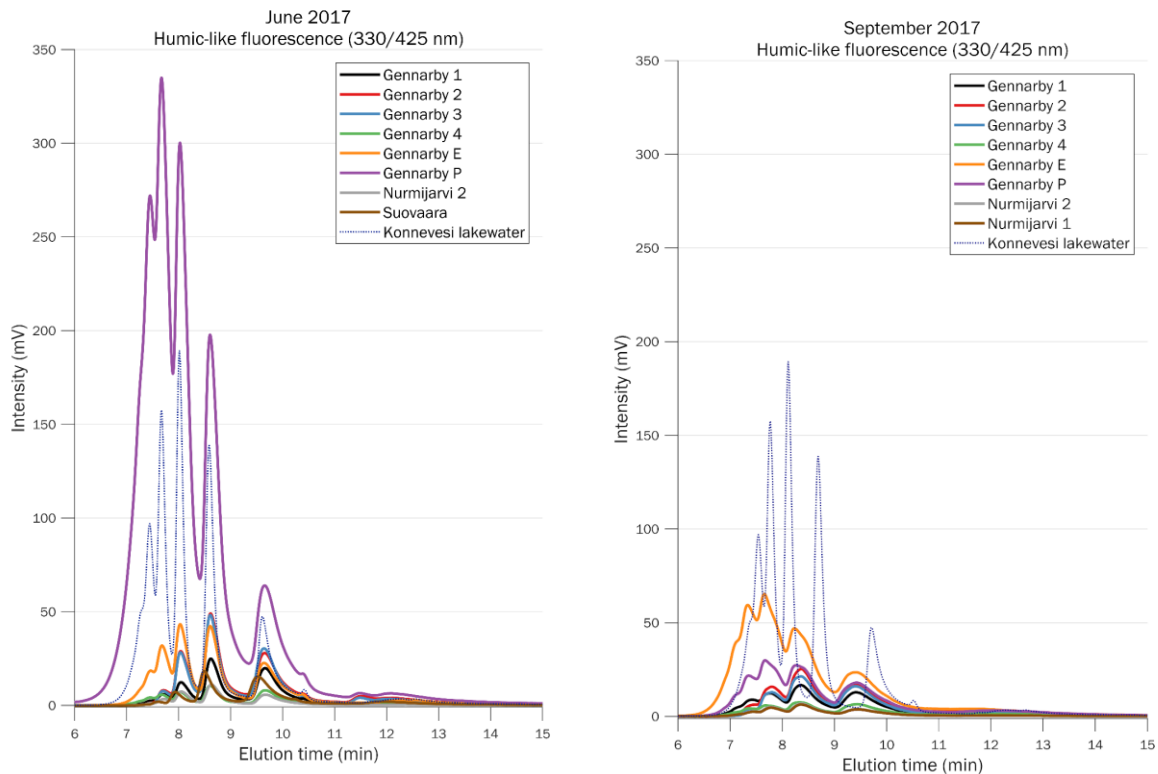 June 2017
Humic-like fluorescence (330/425 nm)
350
300
250
200
150
100
50
0
Intensity (mV)
Gennarby 1
Gennarby 2
Gennarby 3
Gennarby 4
Gennarby E
Gennarby P
Nurmijarvi 2
Suovaara
Konnevesi lakewater
6 7 8 9 10 11 12 13 14 15
Elution time (min)
September 2017
Humic-like fluorescence (330/425 nm)
350
300
250
200
150
100
50
0
Intensity (mV)
Gennarby 1
Gennarby 2
Gennarby 3
Gennarby 4
Gennarby E
Gennarby P
Nurmijarvi 2
Nurmijarvi 1
Konnevesi lakewater
6 7 8 9 10 11 12 13 14 15
Elution time (min)